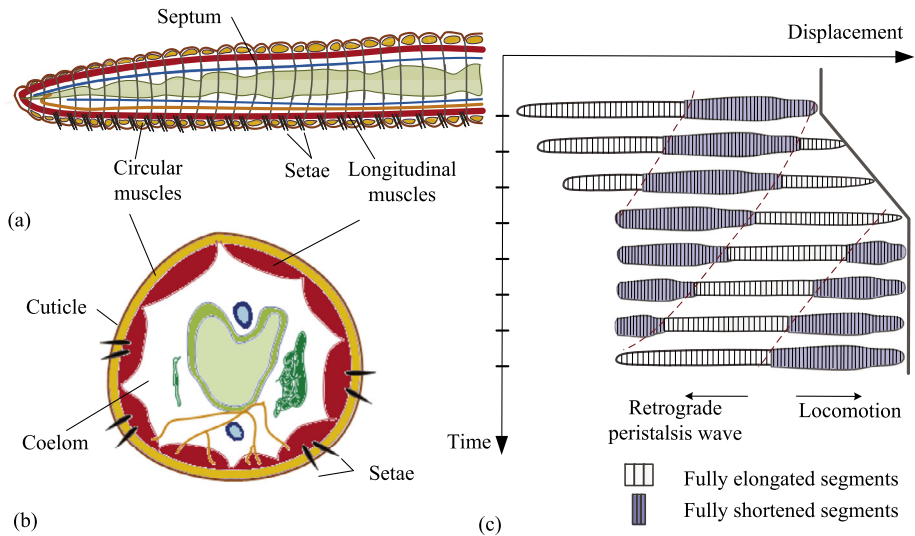 Septum
Circular
muscles
Setae
Longitudinal
muscles
(a)
Cuticle
Coelom
Setae
(b)
Displacement
Time
Retrograde
peristalsis wave
Locomotion
Fully elongated segments
Fully shortened segments
(c)